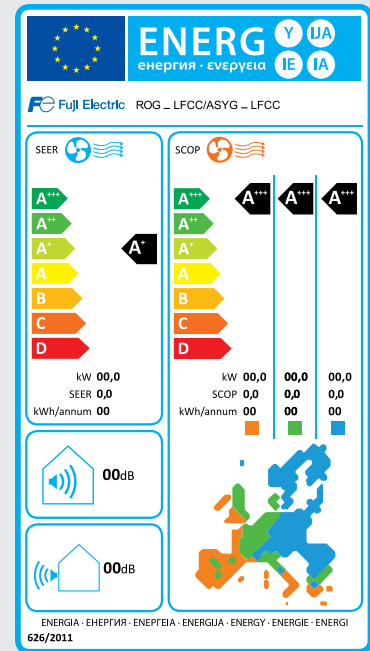 ENERG
енергия · ενεργεια
Y IJA
IE IA
Fe Fuji Electric ROG _ LFCC/ASYG _ LFCC
SEER
A+++
A++
A+
A
B
C
D
A+
kW 00,0
SEER 0,0
kWh/annum 00
SCOP
A+++
A++
A+
A
B
C
D
A+++ A+++ A+++
kW 00,0 00,0 00,0
SCOP 0,0 0,0 0,0
kWh/annum 00 00 00
00dB
00dB
ENERGIA · ЕНЕРГИЯ · ΕΝΕΡΓΕΙΑ · ENERGIJA · ENERGY · ENERGIE · ENERGI
626/2011